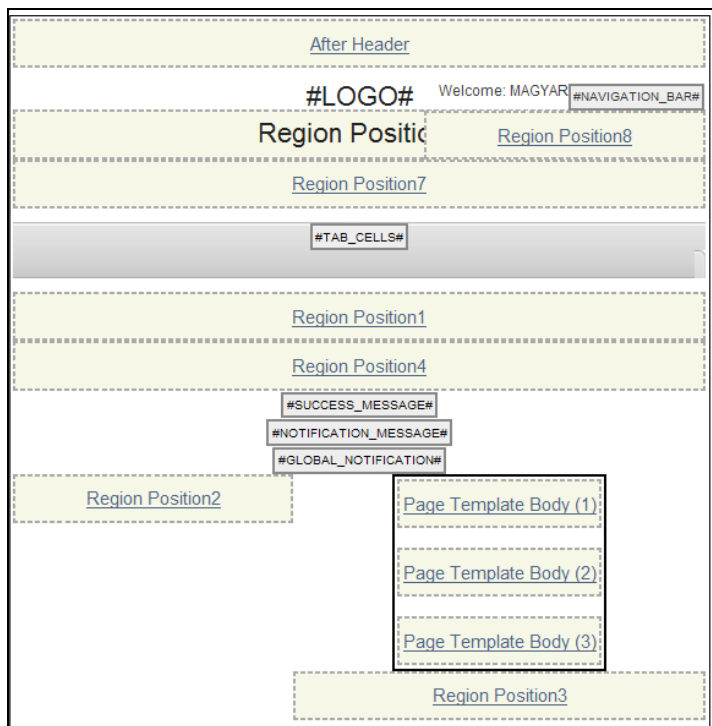 After Header
#LOGO#
Welcome: MAGYAR
#NAVIGATION_BAR#
Region Positio
Region Position8
Region Position7
#TAB_CELLS#
Region Position1
Region Position4
#SUCCESS_MESSAGE#
#NOTIFICATION_MESSAGE#
#GLOBAL_NOTIFICATION#
Region Position2
Page Template Body (1)
Page Template Body (2)
Page Template Body (3)
Region Position3